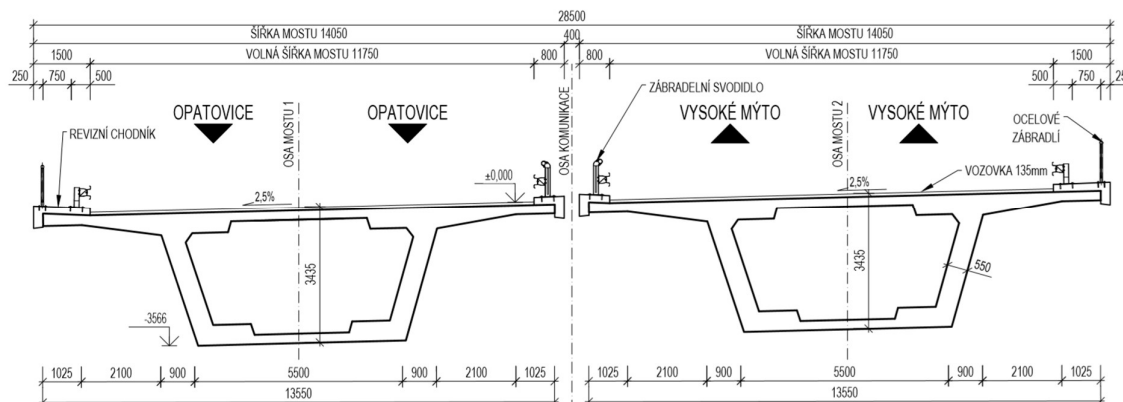 28500
ŠÍŘKA MOSTU 14050
400
ŠÍŘKA MOSTU 14050
1500
VOLNÁ ŠÍŘKA MOSTU 11750
800
800
VOLNÁ ŠÍŘKA MOSTU 11750
1500
250
750
500
500
750
25
OPATOVICE
OPATOVICE
VYSOKÉ MÝTO
VYSOKÉ MÝTO
OSA MOSTU 1
OSA KOMUNIKACE
OSA MOSTU 2
ZÁBRADELNÍ SVODIDLO
REVIZNÍ CHODNÍK
OCELOVÉ
ZÁBRADLÍ
±0,000
2,5%
2,5%
VOZOVKA 135mm
3435
3435
550
-3566
1025
2100
900
5500
900
2100
1025
1025
2100
900
5500
900
2100
1025
13550
13550